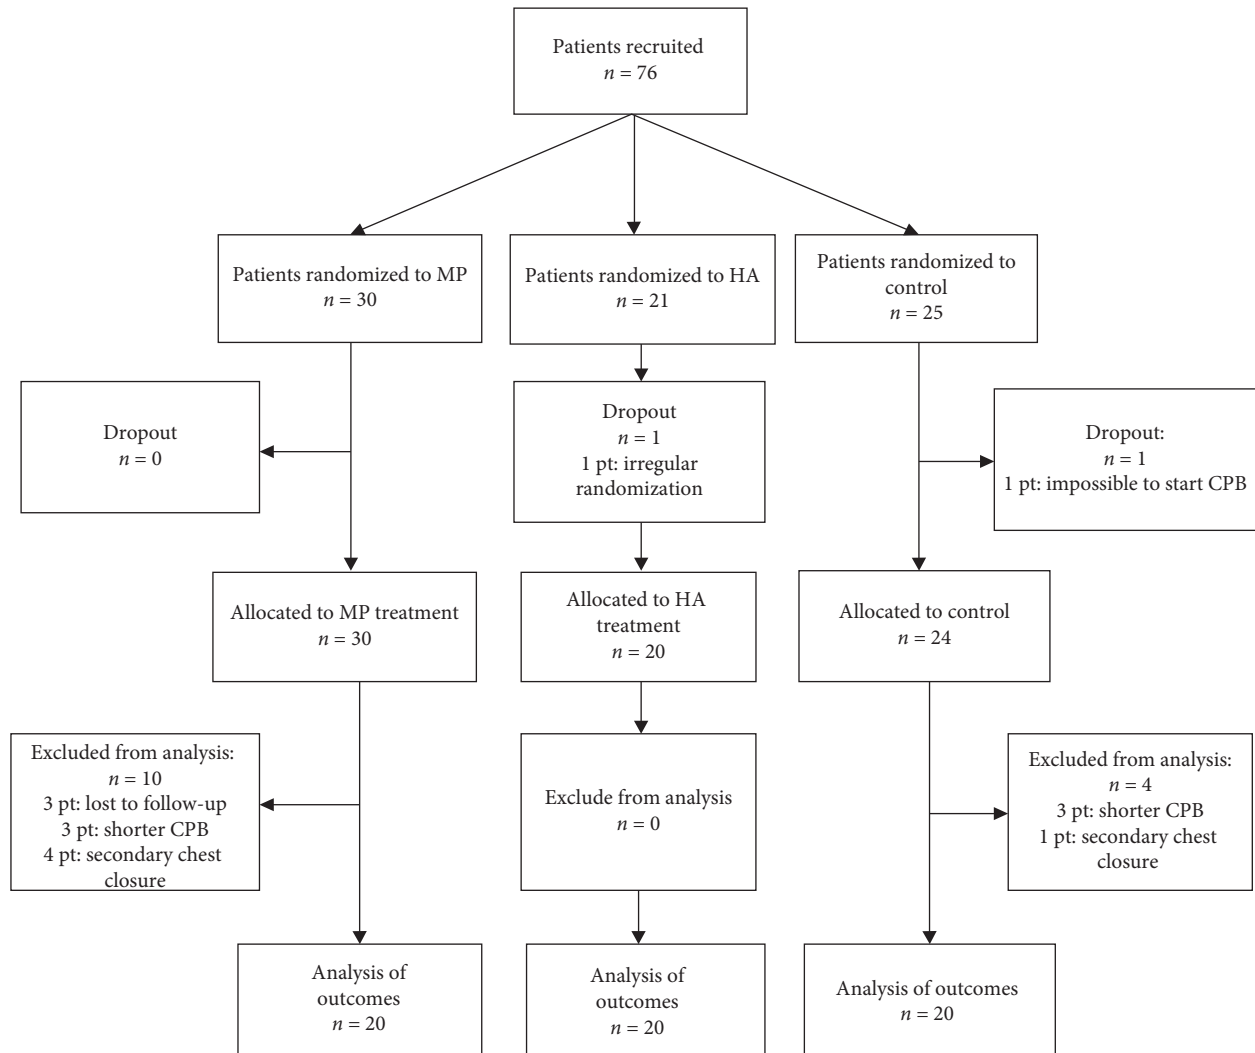 Patients recruited
n = 76
Patients randomized to MP
n = 30
Patients randomized to HA
n = 21
Patients randomized to
control
n = 25
Dropout
n = 0
Dropout
n = 1
1 pt: irregular
randomization
Dropout:
n = 1
1 pt: impossible to start CPB
Allocated to MP treatment
n = 30
Allocated to HA
treatment
n = 20
Allocated to control
n = 24
Excluded from analysis:
n = 10
3 pt: lost to follow-up
3 pt: shorter CPB
4 pt: secondary chest
closure
Exclude from analysis
n = 0
Excluded from analysis:
n = 4
3 pt: shorter CPB
1 pt: secondary chest
closure
Analysis of
outcomes
n = 20
Analysis of
outcomes
n = 20
Analysis of outcomes
n = 20